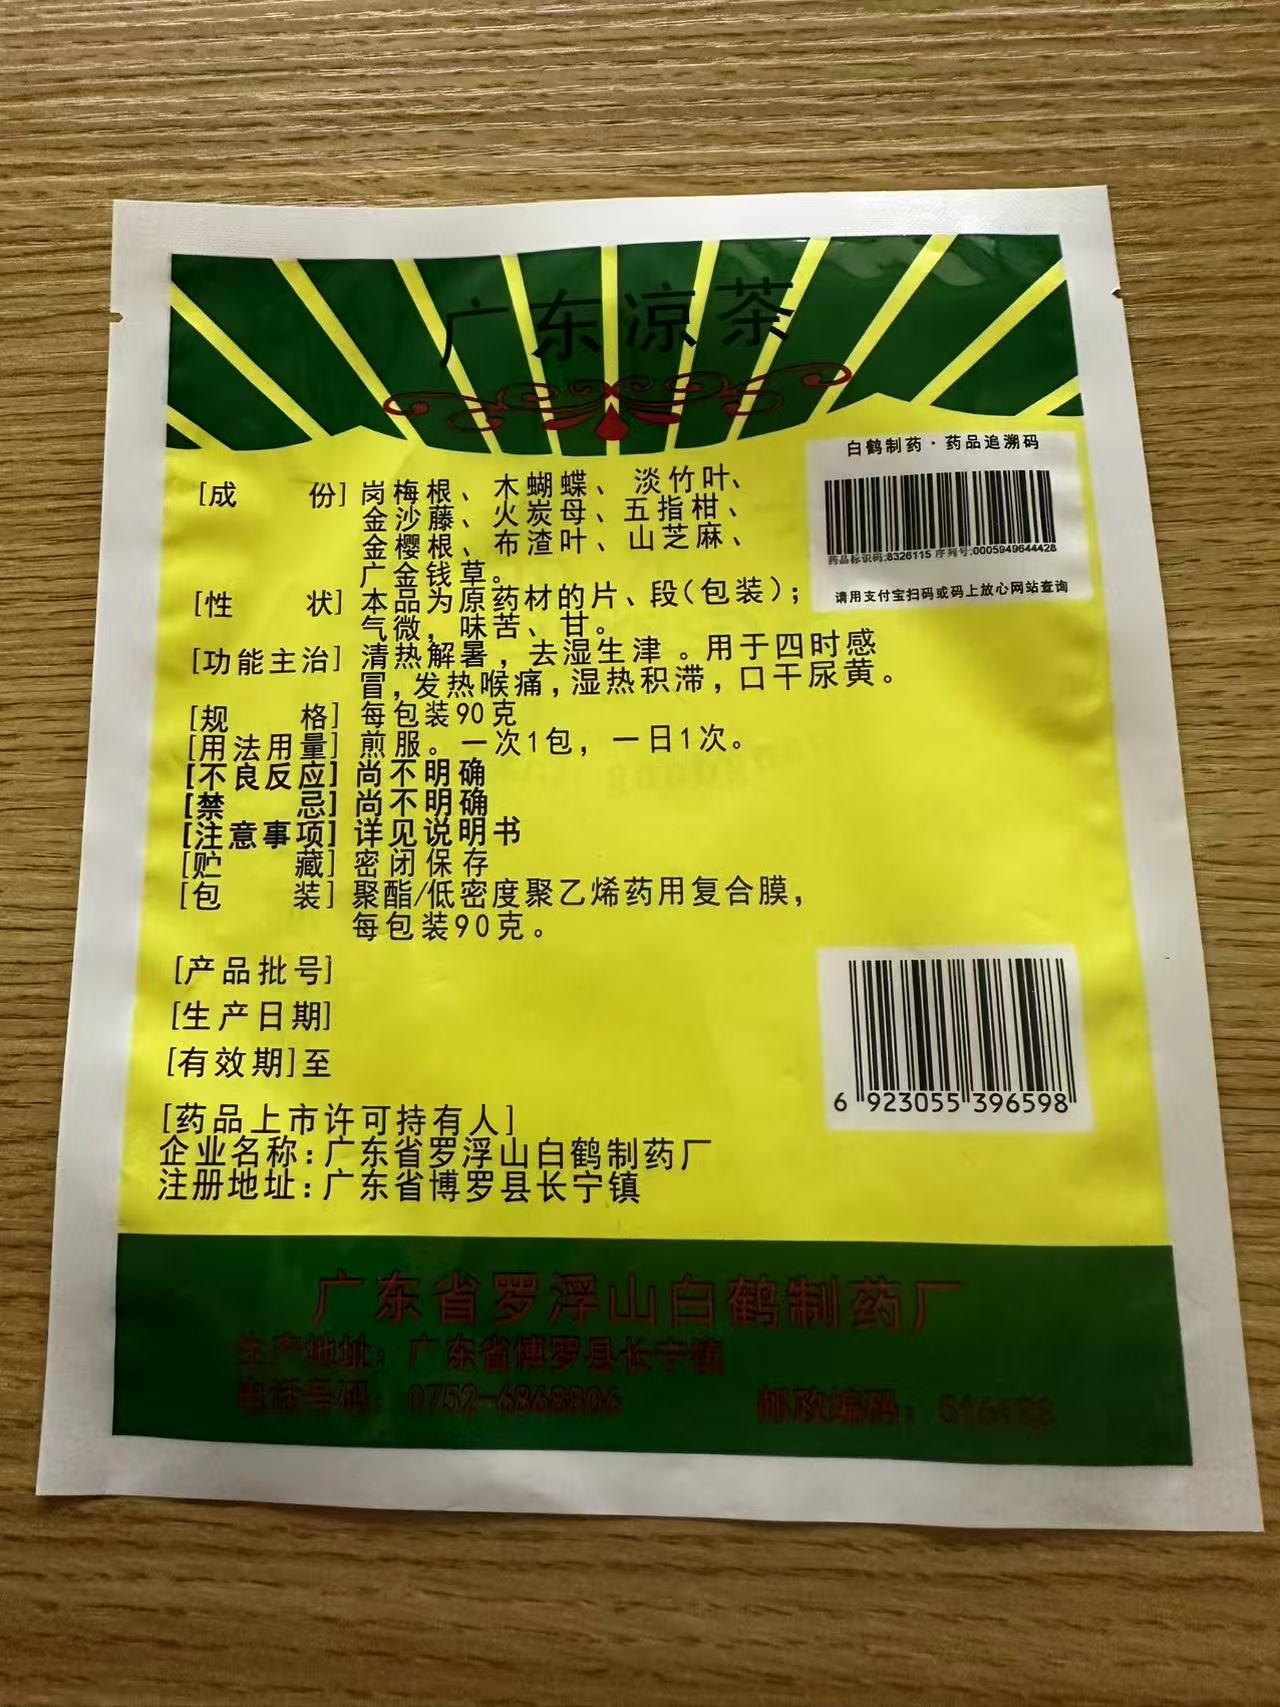 广东凉茶
白鹤制药·药品追溯码
药品标识码:8326115 序列号:0005949644428
请用支付宝扫码或码上放心网站查询
[成份] 岗梅根、木蝴蝶、淡竹叶、
金沙藤、火炭母、五指柑、
金樱根、布渣叶、山芝麻、
广金钱草。
[性状] 本品为原药材的片、段(包装);
气微,味苦、甘。
[功能主治] 清热解暑,去湿生津。用于四时感
冒,发热喉痛,湿热积滞,口干尿黄。
[规格] 每包装90克
[用法用量] 煎服。一次1包,一日1次。
[不良反应] 尚不明确
[禁忌] 尚不明确
[注意事项] 详见说明书
[贮藏] 密闭保存
[包装] 聚酯/低密度聚乙烯药用复合膜,
每包装90克。
[产品批号]
[生产日期]
[有效期]至
6 923055 396598
[药品上市许可持有人]
企业名称:广东省罗浮山白鹤制药厂
注册地址:广东省博罗县长宁镇
广东省罗浮山白鹤制药厂
生产地址:广东省博罗县长宁镇
电话号码:0752-6868806 邮政编码: